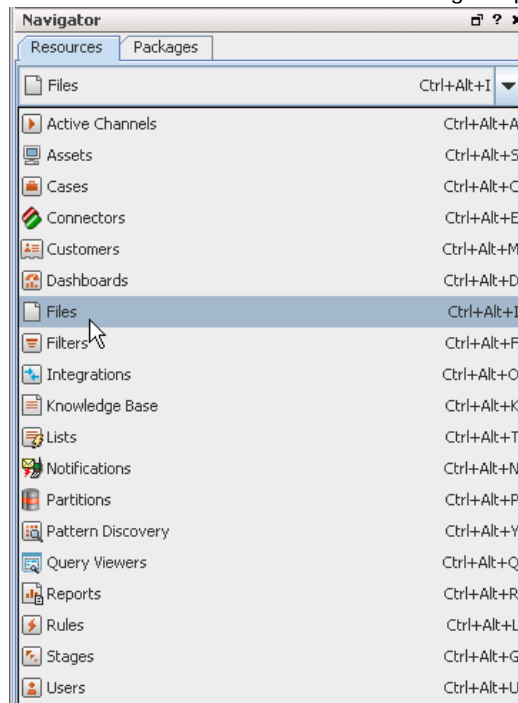 Navigator ?
Resources Packages
Files Ctrl+Alt+I
Active Channels Ctrl+Alt+A
Assets Ctrl+Alt+S
Cases Ctrl+Alt+C
Connectors Ctrl+Alt+E
Customers Ctrl+Alt+M
Dashboards Ctrl+Alt+D
Files Ctrl+Alt+I
Filters Ctrl+Alt+F
Integrations Ctrl+Alt+O
Knowledge Base Ctrl+Alt+K
Lists Ctrl+Alt+T
Notifications Ctrl+Alt+N
Partitions Ctrl+Alt+P
Pattern Discovery Ctrl+Alt+Y
Query Viewers Ctrl+Alt+Q
Reports Ctrl+Alt+R
Rules Ctrl+Alt+L
Stages Ctrl+Alt+G
Users Ctrl+Alt+U